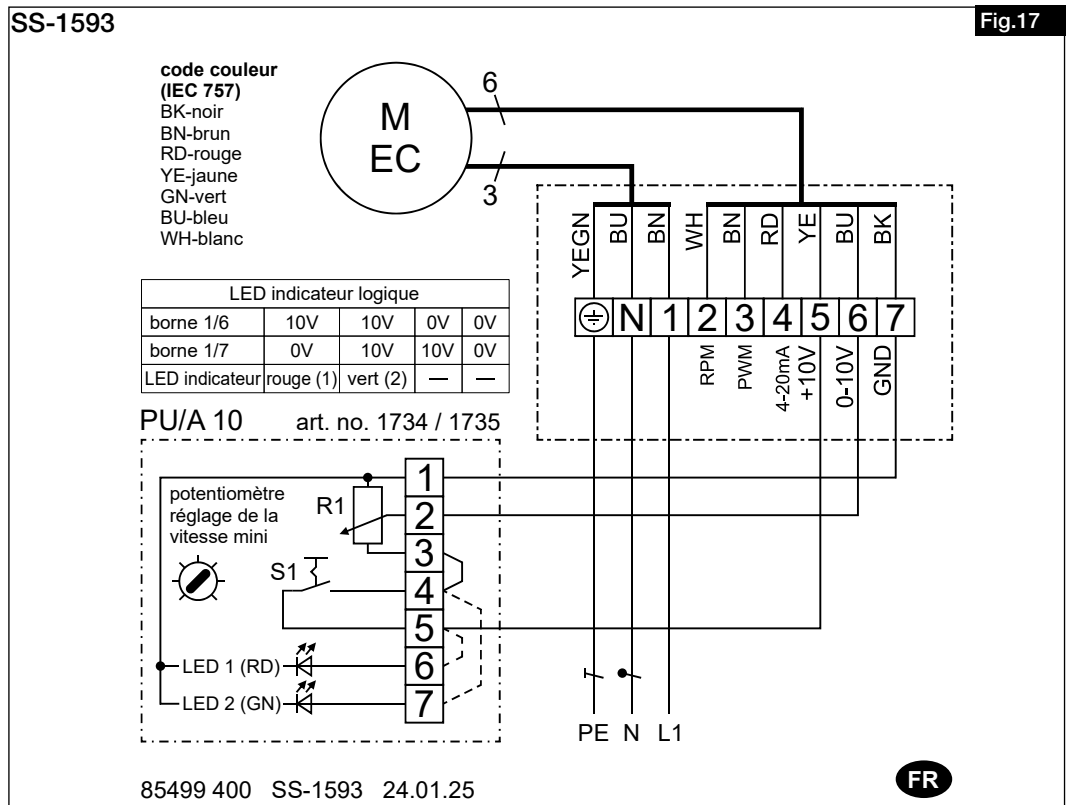 SS-1593
Fig.17
code couleur
(IEC 757)
BK-noir
BN-brun
RD-rouge
YE-jaune
GN-vert
BU-bleu
WH-blanc
M
EC
6
3
YEGN BU BN WH BN RD YE BU BK
N 1 2 3 4 5 6 7
RPM PWM 4-20mA +10V 0-10V GND
LED indicateur logique
borne 1/6 10V 10V 0V 0V
borne 1/7 0V 10V 10V 0V
LED indicateur rouge (1) vert (2) — —
PU/A 10 art. no. 1734 / 1735
potentiomètre
réglage de la
vitesse mini
R1
S1
1
2
3
4
5
6
7
LED 1 (RD)
LED 2 (GN)
PE N L1
85499 400 SS-1593 24.01.25
FR